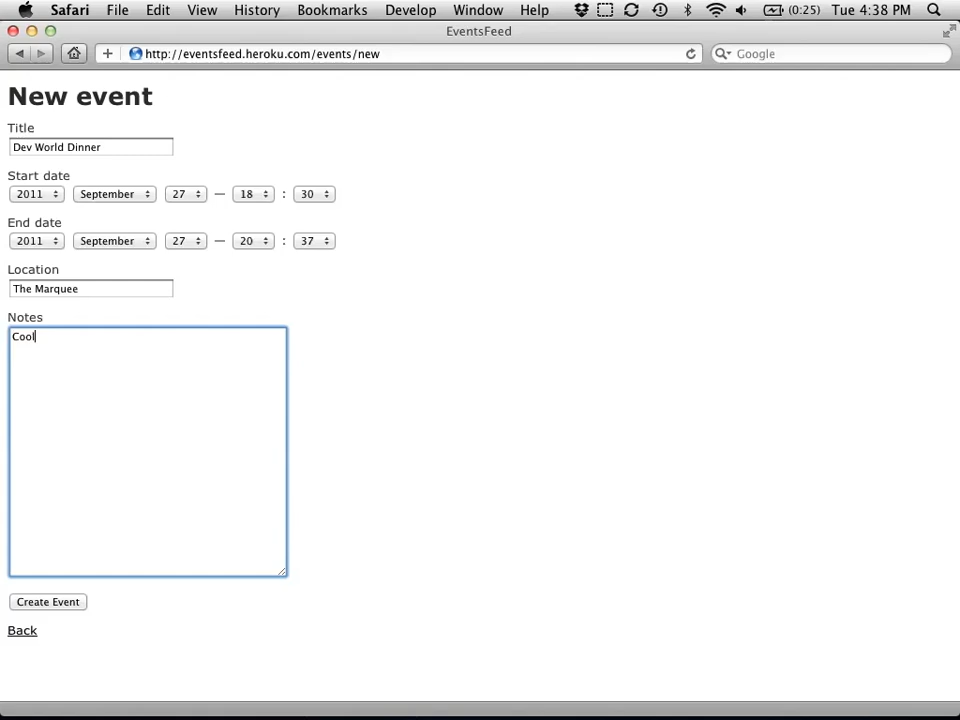 Safari File Edit View History Bookmarks Develop Window Help (0:25) Tue 4:38 PM
EventsFeed
http://eventsfeed.heroku.com/events/new Google
New event
Title
Dev World Dinner
Start date
2011 September 27 — 18 : 30
End date
2011 September 27 — 20 : 37
Location
The Marquee
Notes
Cool
Create Event
Back